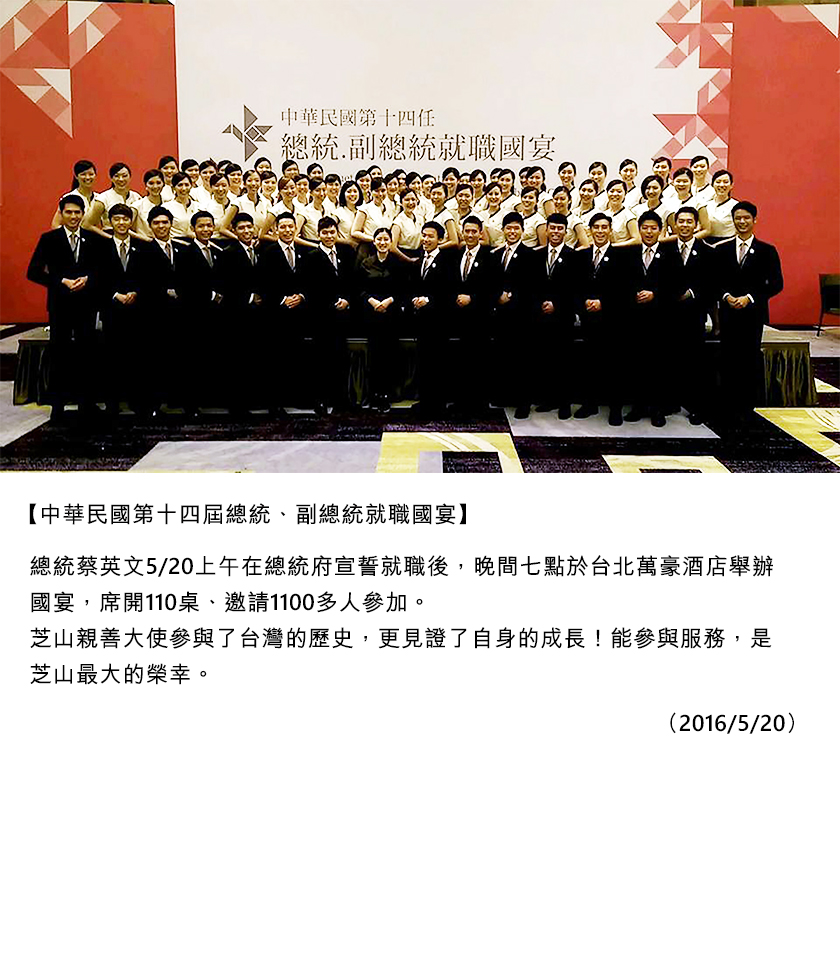 中華民國第十四任
總統.副總統就職國宴
【中華民國第十四屆總統、副總統就職國宴】
總統蔡英文5/20上午在總統府宣誓就職後，晚間七點於台北萬豪酒店舉辦
國宴，席開110桌、邀請1100多人參加。
芝山親善大使參與了台灣的歷史，更見證了自身的成長！能參與服務，是
芝山最大的榮幸。
（2016/5/20）